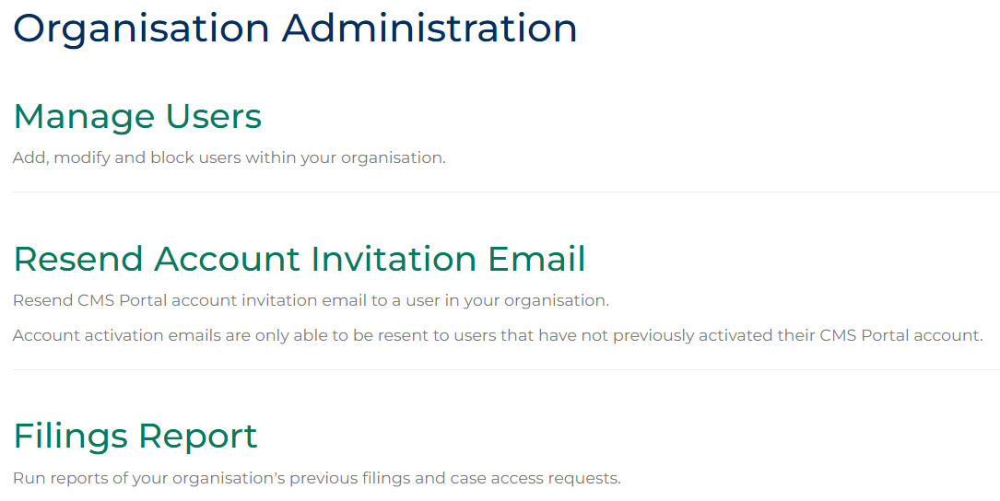 Organisation Administration
Manage Users
Add, modify and block users within your organisation.
Resend Account Invitation Email
Resend CMS Portal account invitation email to a user in your organisation.
Account activation emails are only able to be resent to users that have not previously activated their CMS Portal account.
Filings Report
Run reports of your organisation's previous filings and case access requests.